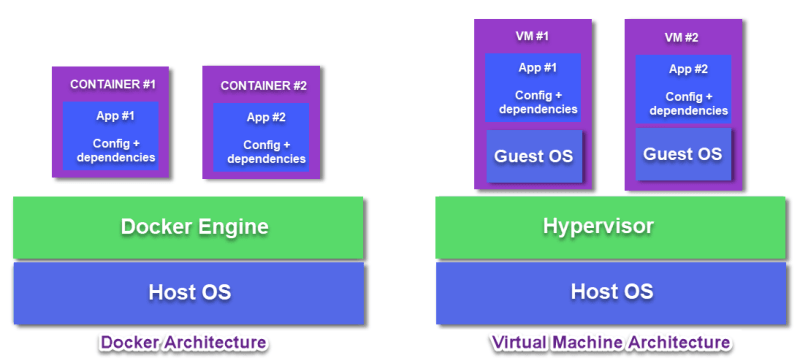 CONTAINER #1
App #1
Config +
dependencies
CONTAINER #2
App #2
Config +
dependencies
Docker Engine
Host OS
Docker Architecture
VM #1
App #1
Config +
dependencies
Guest OS
VM #2
App #2
Config +
dependencies
Guest OS
Hypervisor
Host OS
Virtual Machine Architecture